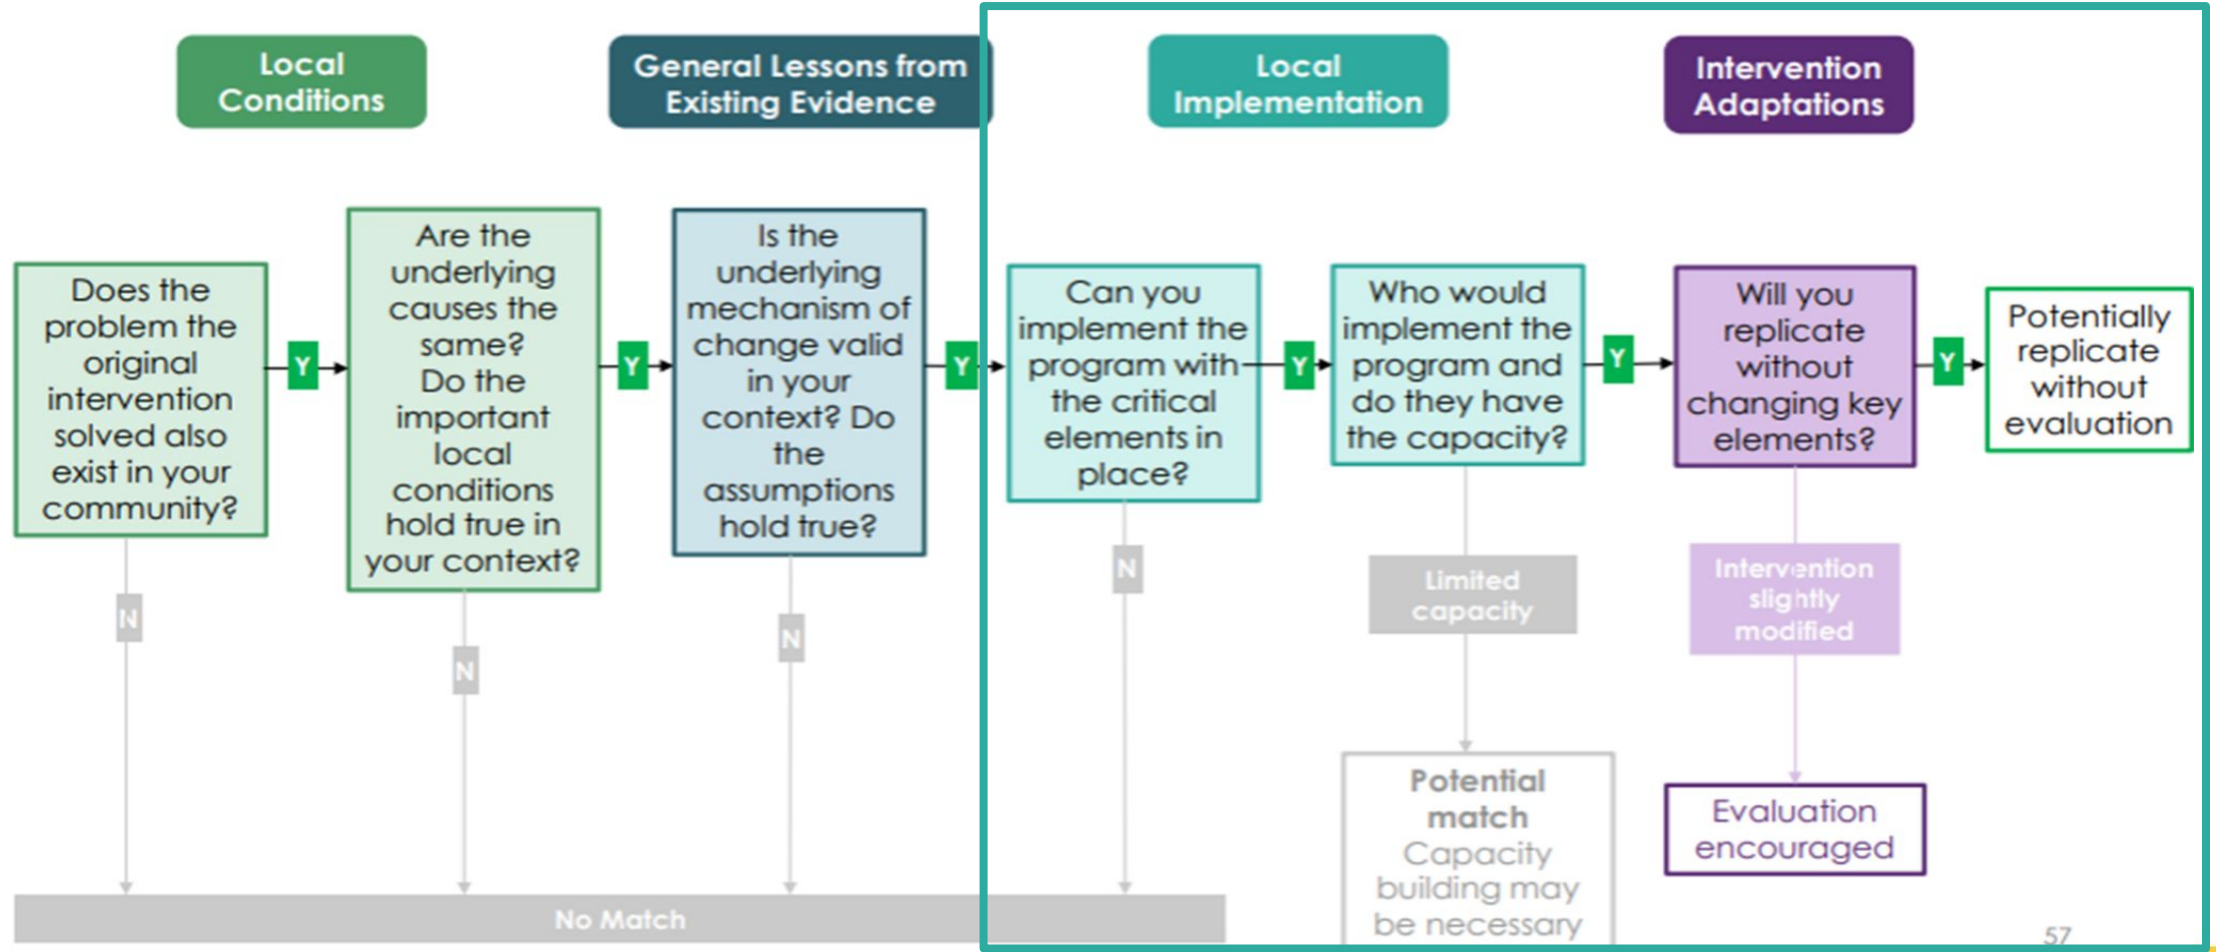 Local
Conditions
General Lessons from
Existing Evidence
Local
Implementation
Intervention
Adaptations
Does the
problem the
original
intervention
solved also
exist in your
community?
Y
Are the
underlying
causes the
same?
Do the
important
local
conditions
hold true in
your context?
Y
Is the
underlying
mechanism of
change valid
in your
context? Do
the
assumptions
hold true?
Y
Can you
implement the
program with
the critical
elements in
place?
Y
Who would
implement the
program and
do they have
the capacity?
Y
Will you
replicate
without
changing key
elements?
Y
Potentially
replicate
without
evaluation
N
N
N
N
Limited
capacity
Intervention
slightly
modified
Potential
match
Capacity
building may
be necessary
Evaluation
encouraged
No Match
57